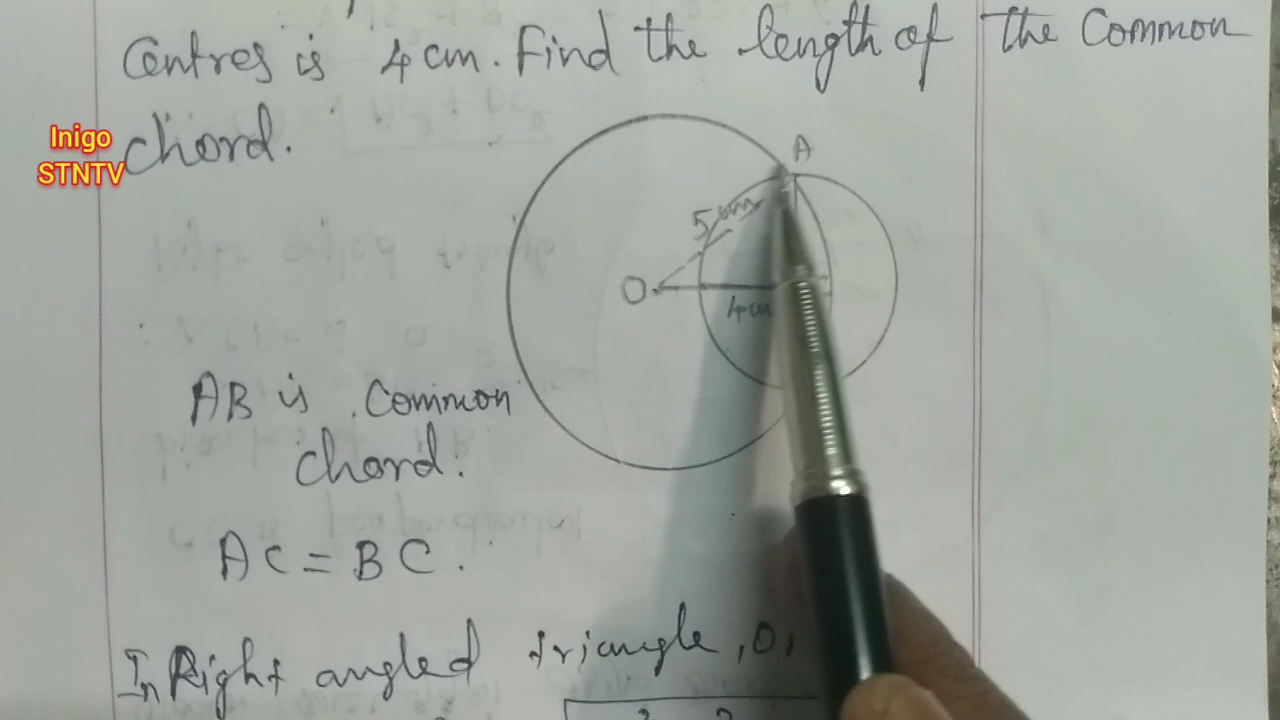 Centres is 4 cm. Find the length of the Common
chord.
Inigo
STNTV
A
5 cm
O
4 cm
AB is Common
chord.
AC = BC.
In Right angled triangle, O,